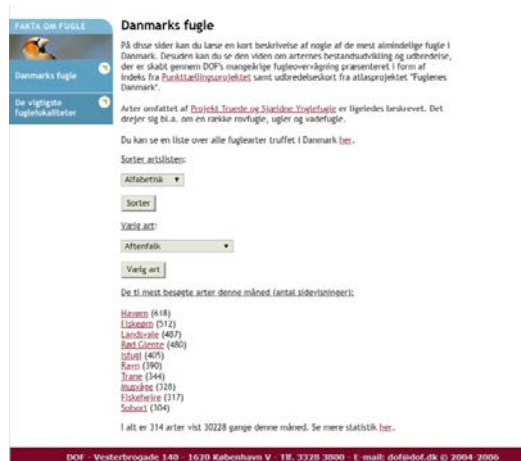 FAKTA OM FUGLE
Danmarks fugle
De vigtigste
fuglelokaliteter
Danmarks fugle
På disse sider kan du læse en kort beskrivelse af nogle af de mest almindelige fugle i
Danmark. Desuden kan du se den viden om arternes bestandsudvikling og udbredelse,
der er skabt gennem DOF's mangeårige fugleovervågning præsenteret i form af
indeks fra Punkttællingsprojektet samt udbredelseskort fra atlasprojektet "Fuglenes
Danmark".
Arter omfattet af Projekt Truede og Sjældne Ynglefugle er ligeledes beskrevet. Det
drejer sig bl.a. om en række rovfugle, ugler og vadefugle.
Du kan se en liste over alle fuglearter truffet i Danmark her.
Sorter artslisten:
Alfabetisk
Sorter
Vælg art:
Aftenfalk
Vælg art
De ti mest besøgte arter denne måned (antal sidevisninger):
Havørn (618)
Fiskeørn (512)
Landsvale (487)
Rød Glente (480)
Isfugl (405)
Ravn (390)
Trane (344)
Musvåge (328)
Fiskehejre (317)
Solsort (304)
I alt er 314 arter vist 30228 gange denne måned. Se mere statistik her.
DOF - Vesterbrogade 140 - 1620 København V - Tlf. 3328 3800 - E-mail: dof@dof.dk © 2004-2006